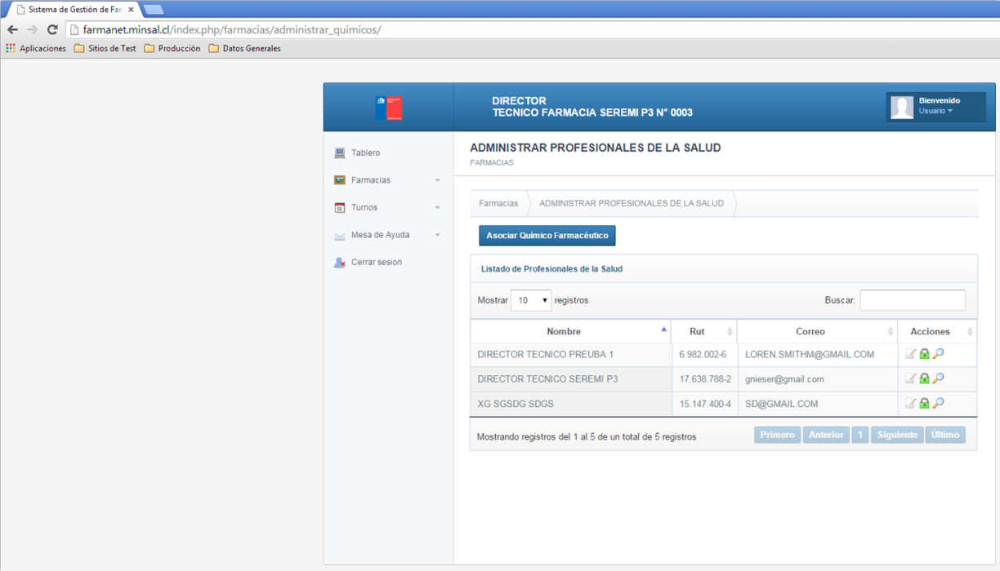 Sistema de Gestión de Farm
farmanet.minsal.cl/index.php/farmacias/administrar_quimicos/
Aplicaciones Sitios de Test Producción Datos Generales
DIRECTOR
TECNICO FARMACIA SEREMI P3 N° 0003
Bienvenido
Usuario
Tablero
Farmacias
Turnos
Mesa de Ayuda
Cerrar sesion
ADMINISTRAR PROFESIONALES DE LA SALUD
FARMACIAS
Farmacias ADMINISTRAR PROFESIONALES DE LA SALUD
Asociar Químico Farmacéutico
Listado de Profesionales de la Salud
Mostrar 10 registros Buscar:
Nombre Rut Correo Acciones
DIRECTOR TECNICO PREUBA 1 6.982.002-6 LOREN.SMITHM@GMAIL.COM
DIRECTOR TECNICO SEREMI P3 17.638.788-2 gnieser@gmail.com
XG SGSDG SDGS 15.147.400-4 SD@GMAIL.COM
Mostrando registros del 1 al 5 de un total de 5 registros Primero Anterior 1 Siguiente Último